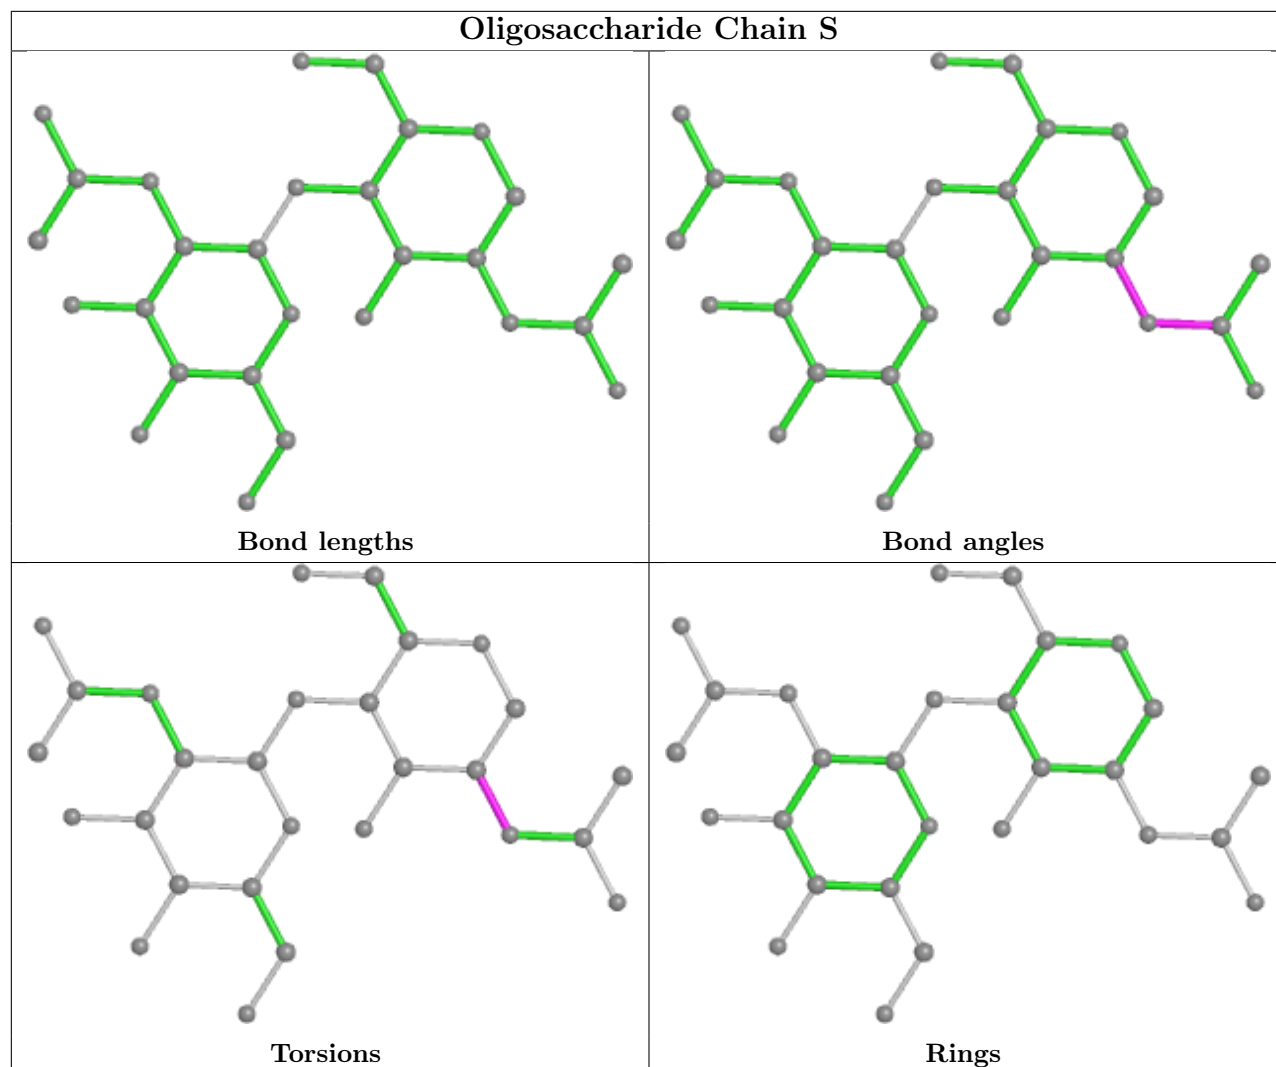 Oligosaccharide Chain S
Bond lengths
Bond angles
Torsions
Rings